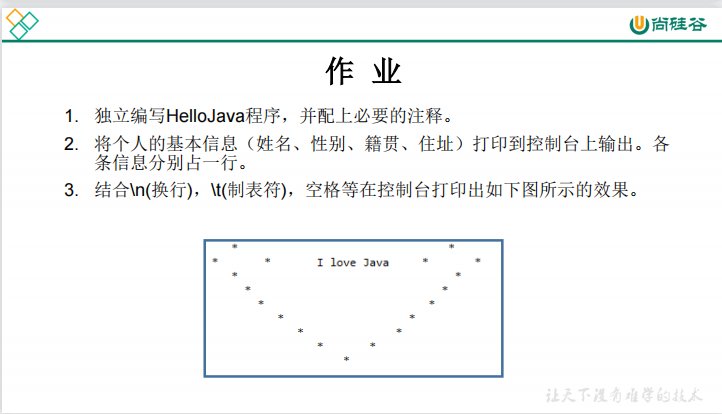 尚硅谷
作 业
1. 独立编写HelloJava程序，并配上必要的注释。
2. 将个人的基本信息（姓名、性别、籍贯、住址）打印到控制台上输出。各
条信息分别占一行。
3. 结合\n(换行)，\t(制表符)，空格等在控制台打印出如下图所示的效果。
* *
* * I love Java * *
* *
* *
* *
* *
* *
* *
*
让天下没有难学的技术